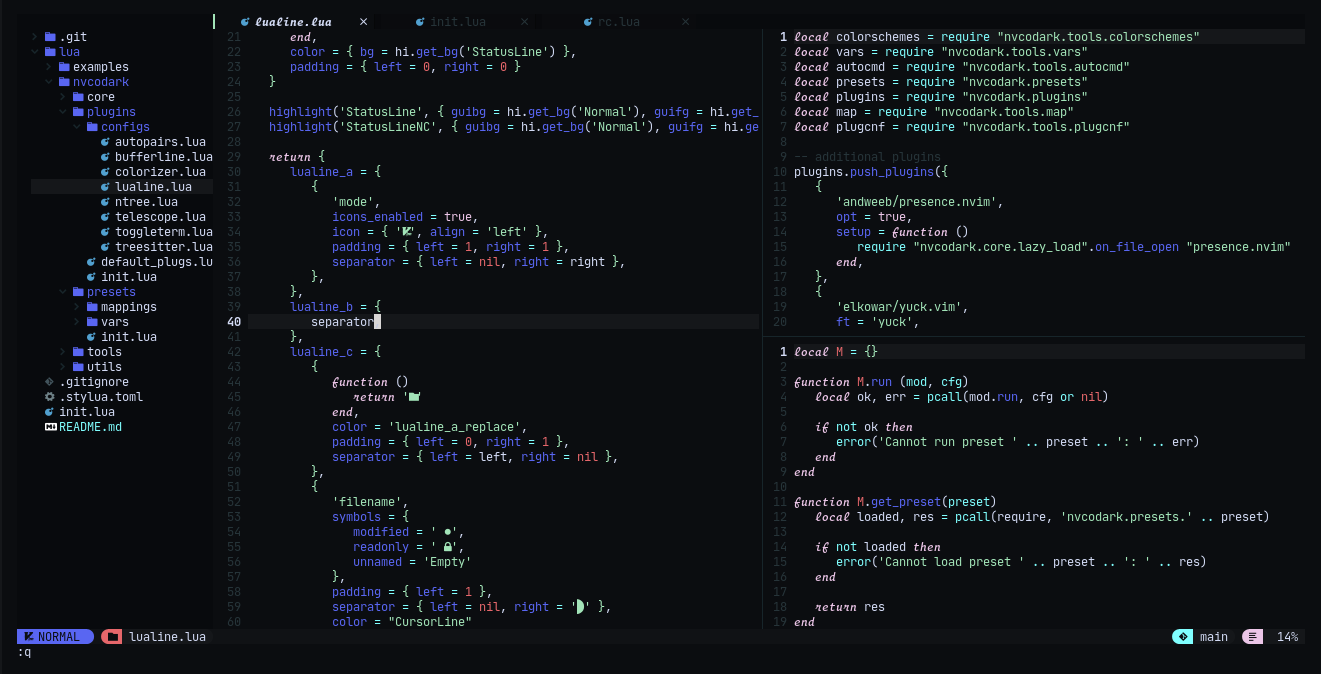 lualine.lua × init.lua × rc.lua ×
.git
lua
examples
nvcodark
core
plugins
configs
autopairs.lua
bufferline.lua
colorizer.lua
lualine.lua
ntree.lua
telescope.lua
toggleterm.lua
treesitter.lua
default_plugs.lu
init.lua
presets
mappings
vars
init.lua
tools
utils
.gitignore
.stylua.toml
init.lua
README.md
21 end,
22 color = { bg = hi.get_bg('StatusLine') },
23 padding = { left = 0, right = 0 }
24 }
25
26 highlight('StatusLine', { guibg = hi.get_bg('Normal'), guifg = hi.get_
27 highlight('StatusLineNC', { guibg = hi.get_bg('Normal'), guifg = hi.ge
28
29 return {
30 lualine_a = {
31 {
32 'mode',
33 icons_enabled = true,
34 icon = { '', align = 'left' },
35 padding = { left = 1, right = 1 },
36 separator = { left = nil, right = right },
37 },
38 },
39 lualine_b = {
40 separator
41 },
42 lualine_c = {
43 {
44 function ()
45 return ''
46 end,
47 color = 'lualine_a_replace',
48 padding = { left = 0, right = 1 },
49 separator = { left = left, right = nil },
50 },
51 {
52 'filename',
53 symbols = {
54 modified = ' ●',
55 readonly = ' ',
56 unnamed = 'Empty'
57 },
58 padding = { left = 1 },
59 separator = { left = nil, right = '' },
60 color = "CursorLine"
1 local colorschemes = require "nvcodark.tools.colorschemes"
2 local vars = require "nvcodark.tools.vars"
3 local autocmd = require "nvcodark.tools.autocmd"
4 local presets = require "nvcodark.presets"
5 local plugins = require "nvcodark.plugins"
6 local map = require "nvcodark.tools.map"
7 local plugcnf = require "nvcodark.tools.plugcnf"
8
9 -- additional plugins
10 plugins.push_plugins({
11 {
12 'andweeb/presence.nvim',
13 opt = true,
14 setup = function ()
15 require "nvcodark.core.lazy_load".on_file_open "presence.nvim"
16 end,
17 },
18 {
19 'elkowar/yuck.vim',
20 ft = 'yuck',
1 local M = {}
2
3 function M.run (mod, cfg)
4 local ok, err = pcall(mod.run, cfg or nil)
5
6 if not ok then
7 error('Cannot run preset ' .. preset .. ': ' .. err)
8 end
9 end
10
11 function M.get_preset(preset)
12 local loaded, res = pcall(require, 'nvcodark.presets.' .. preset)
13
14 if not loaded then
15 error('Cannot load preset ' .. preset .. ': ' .. res)
16 end
17
18 return res
19 end
NORMAL lualine.lua main 14%
:q